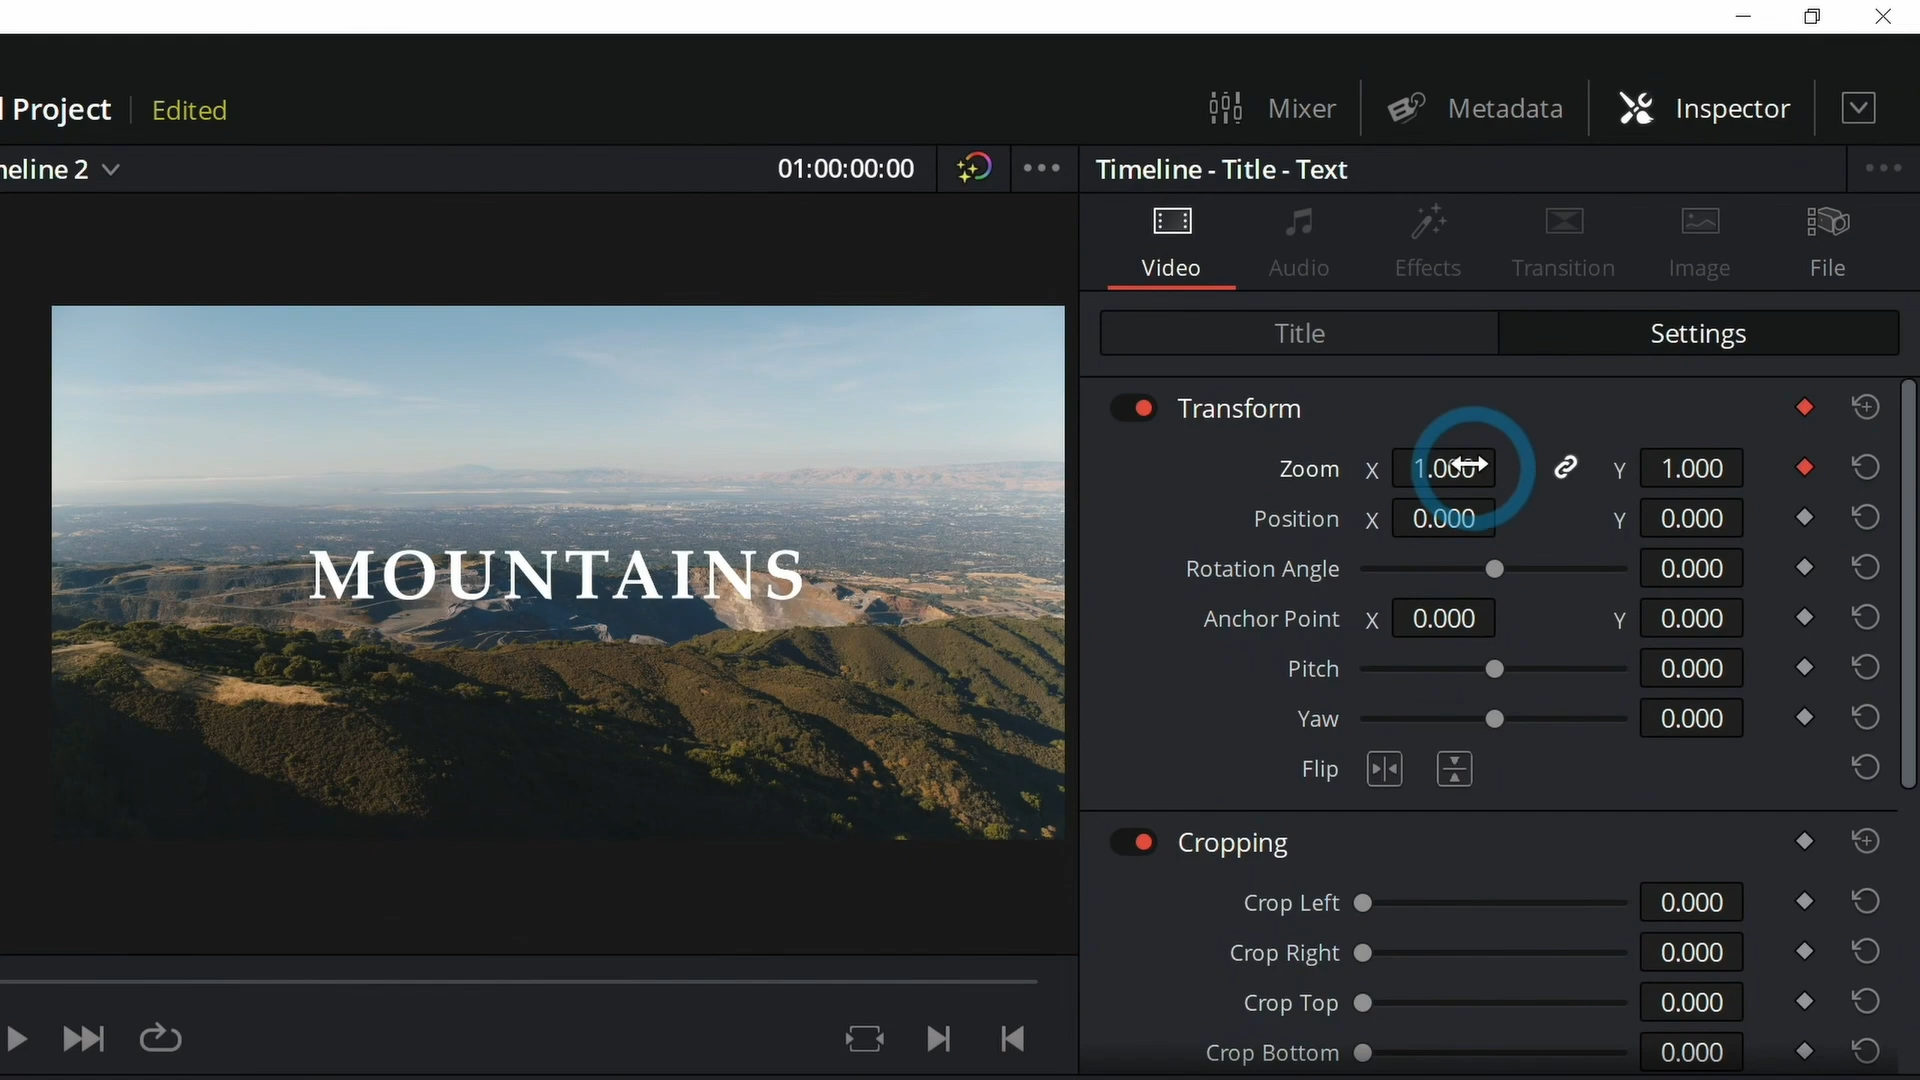 l Project
Edited
Mixer
Metadata
Inspector
neline 2
01:00:00:00
Timeline - Title - Text
Video
Audio
Effects
Transition
Image
File
Title
Settings
Transform
Zoom X 1.000 Y 1.000
Position X 0.000 Y 0.000
Rotation Angle 0.000
Anchor Point X 0.000 Y 0.000
Pitch 0.000
Yaw 0.000
Flip
MOUNTAINS
Cropping
Crop Left 0.000
Crop Right 0.000
Crop Top 0.000
Crop Bottom 0.000